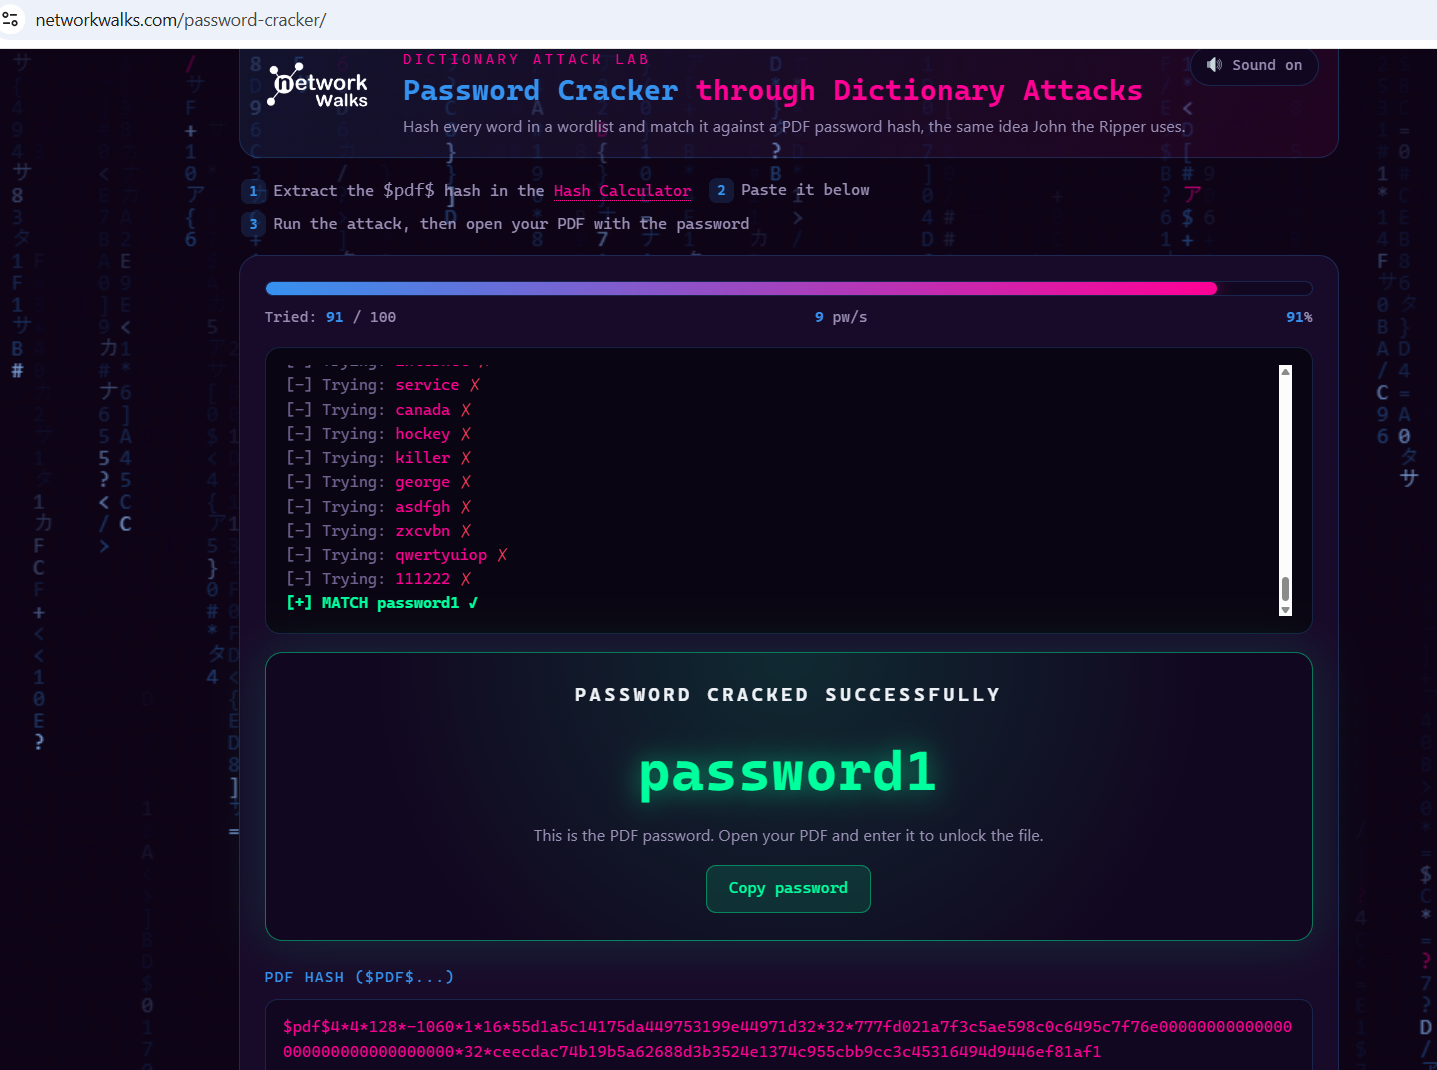 networkwalks.com/password-cracker/
DICTIONARY ATTACK LAB
network
Walks
Password Cracker through Dictionary Attacks
Sound on
Hash every word in a wordlist and match it against a PDF password hash, the same idea John the Ripper uses.
1 Extract the $pdf$ hash in the Hash Calculator 2 Paste it below
3 Run the attack, then open your PDF with the password
Tried: 91 / 100 9 pw/s 91%
[-] Trying: service ✗
[-] Trying: canada ✗
[-] Trying: hockey ✗
[-] Trying: killer ✗
[-] Trying: george ✗
[-] Trying: asdfgh ✗
[-] Trying: zxcvbn ✗
[-] Trying: qwertyuiop ✗
[-] Trying: 111222 ✗
[+] MATCH password1 ✓
PASSWORD CRACKED SUCCESSFULLY
password1
This is the PDF password. Open your PDF and enter it to unlock the file.
Copy password
PDF HASH ($PDF$...)
$pdf$4*4*128*-1060*1*16*55d1a5c14175da449753199e44971d32*32*777fd021a7f3c5ae598c0c6495c7f76e00000000000000
000000000000000000*32*ceecdac74b19b5a62688d3b3524e1374c955cbb9cc3c45316494d9446ef81af1